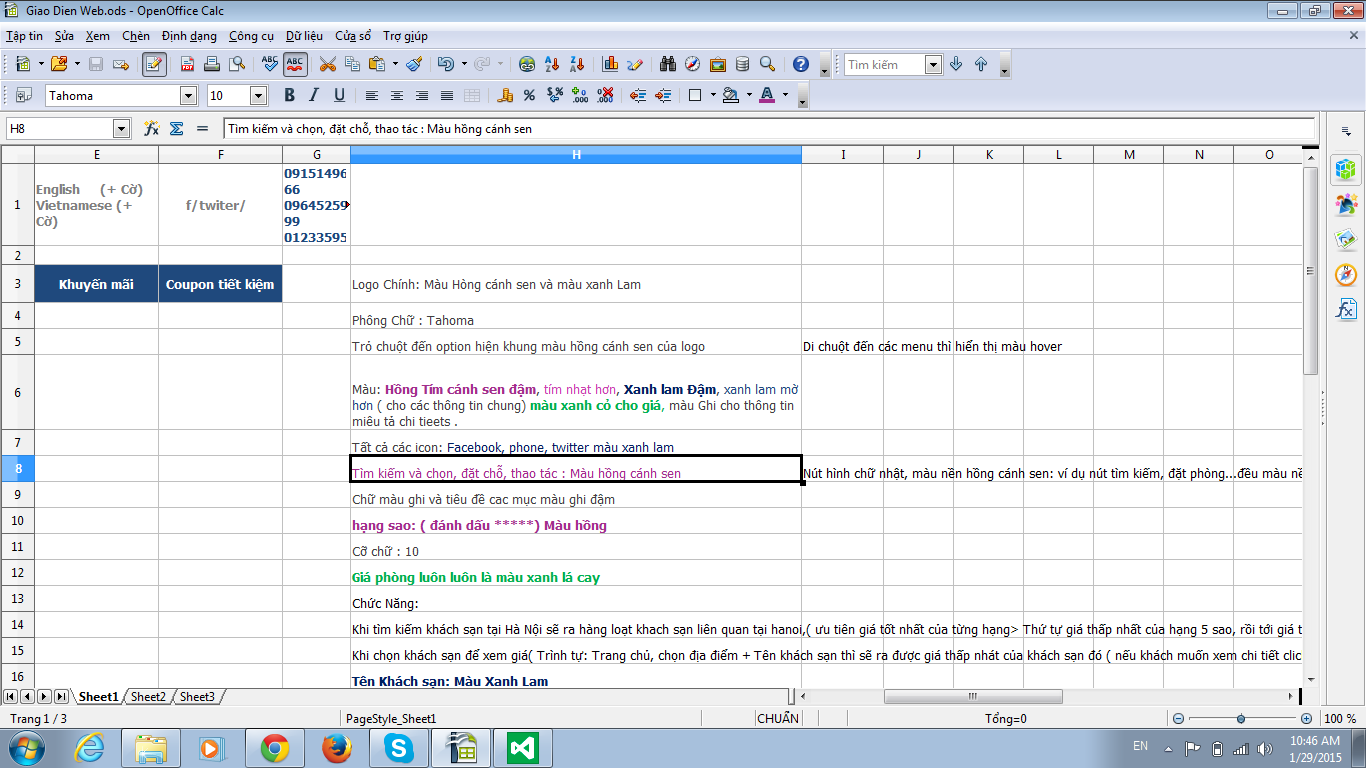 Giao Dien Web.ods - OpenOffice Calc
Tập tin Sửa Xem Chèn Định dạng Công cụ Dữ liệu Cửa sổ Trợ giúp
Tìm kiếm
Tahoma 10
H8 Tìm kiếm và chọn, đặt chỗ, thao tác : Màu hồng cánh sen
E F G H I J K L M N O
1
English (+ Cờ)
Vietnamese (+
Cờ)
f/twiter/
09151496
66
09645259
99
01233595
2
3 Khuyến mãi Coupon tiết kiệm Logo Chính: Màu Hòng cánh sen và màu xanh Lam
4 Phông Chữ : Tahoma
5 Trỏ chuột đến option hiện khung màu hồng cánh sen của logo Di chuột đến các menu thì hiển thị màu hover
6
Màu: Hồng Tím cánh sen đậm, tím nhạt hơn, Xanh lam Đậm, xanh lam mờ
hơn ( cho các thông tin chung) màu xanh cỏ cho giá, màu Ghi cho thông tin
miêu tả chi tieets .
7 Tất cả các icon: Facebook, phone, twitter màu xanh lam
8 Tìm kiếm và chọn, đặt chỗ, thao tác : Màu hồng cánh sen Nút hình chữ nhật, màu nền hồng cánh sen: ví dụ nút tìm kiếm, đặt phòng...đều màu nề
9 Chữ màu ghi và tiêu đề cac mục màu ghi đậm
10 hạng sao: ( đánh dấu *****) Màu hồng
11 Cỡ chữ : 10
12 Giá phòng luôn luôn là màu xanh lá cay
13 Chức Năng:
14 Khi tìm kiếm khách sạn tại Hà Nội sẽ ra hàng loạt khach sạn liên quan tại hanoi,( ưu tiên giá tốt nhất của từng hạng> Thứ tự giá thấp nhất của hạng 5 sao, rồi tới giá t
15 Khi chọn khách sạn để xem giá( Trình tự: Trang chủ, chọn địa điểm + Tên khách sạn thì sẽ ra được giá thấp nhát của khách sạn đó ( nếu khách muốn xem chi tiết clic
16 Tên Khách sạn: Màu Xanh Lam
Sheet1 Sheet2 Sheet3
Trang 1 / 3 PageStyle_Sheet1 CHUẨN Tổng=0 100 %
EN 10:46 AM
1/29/2015